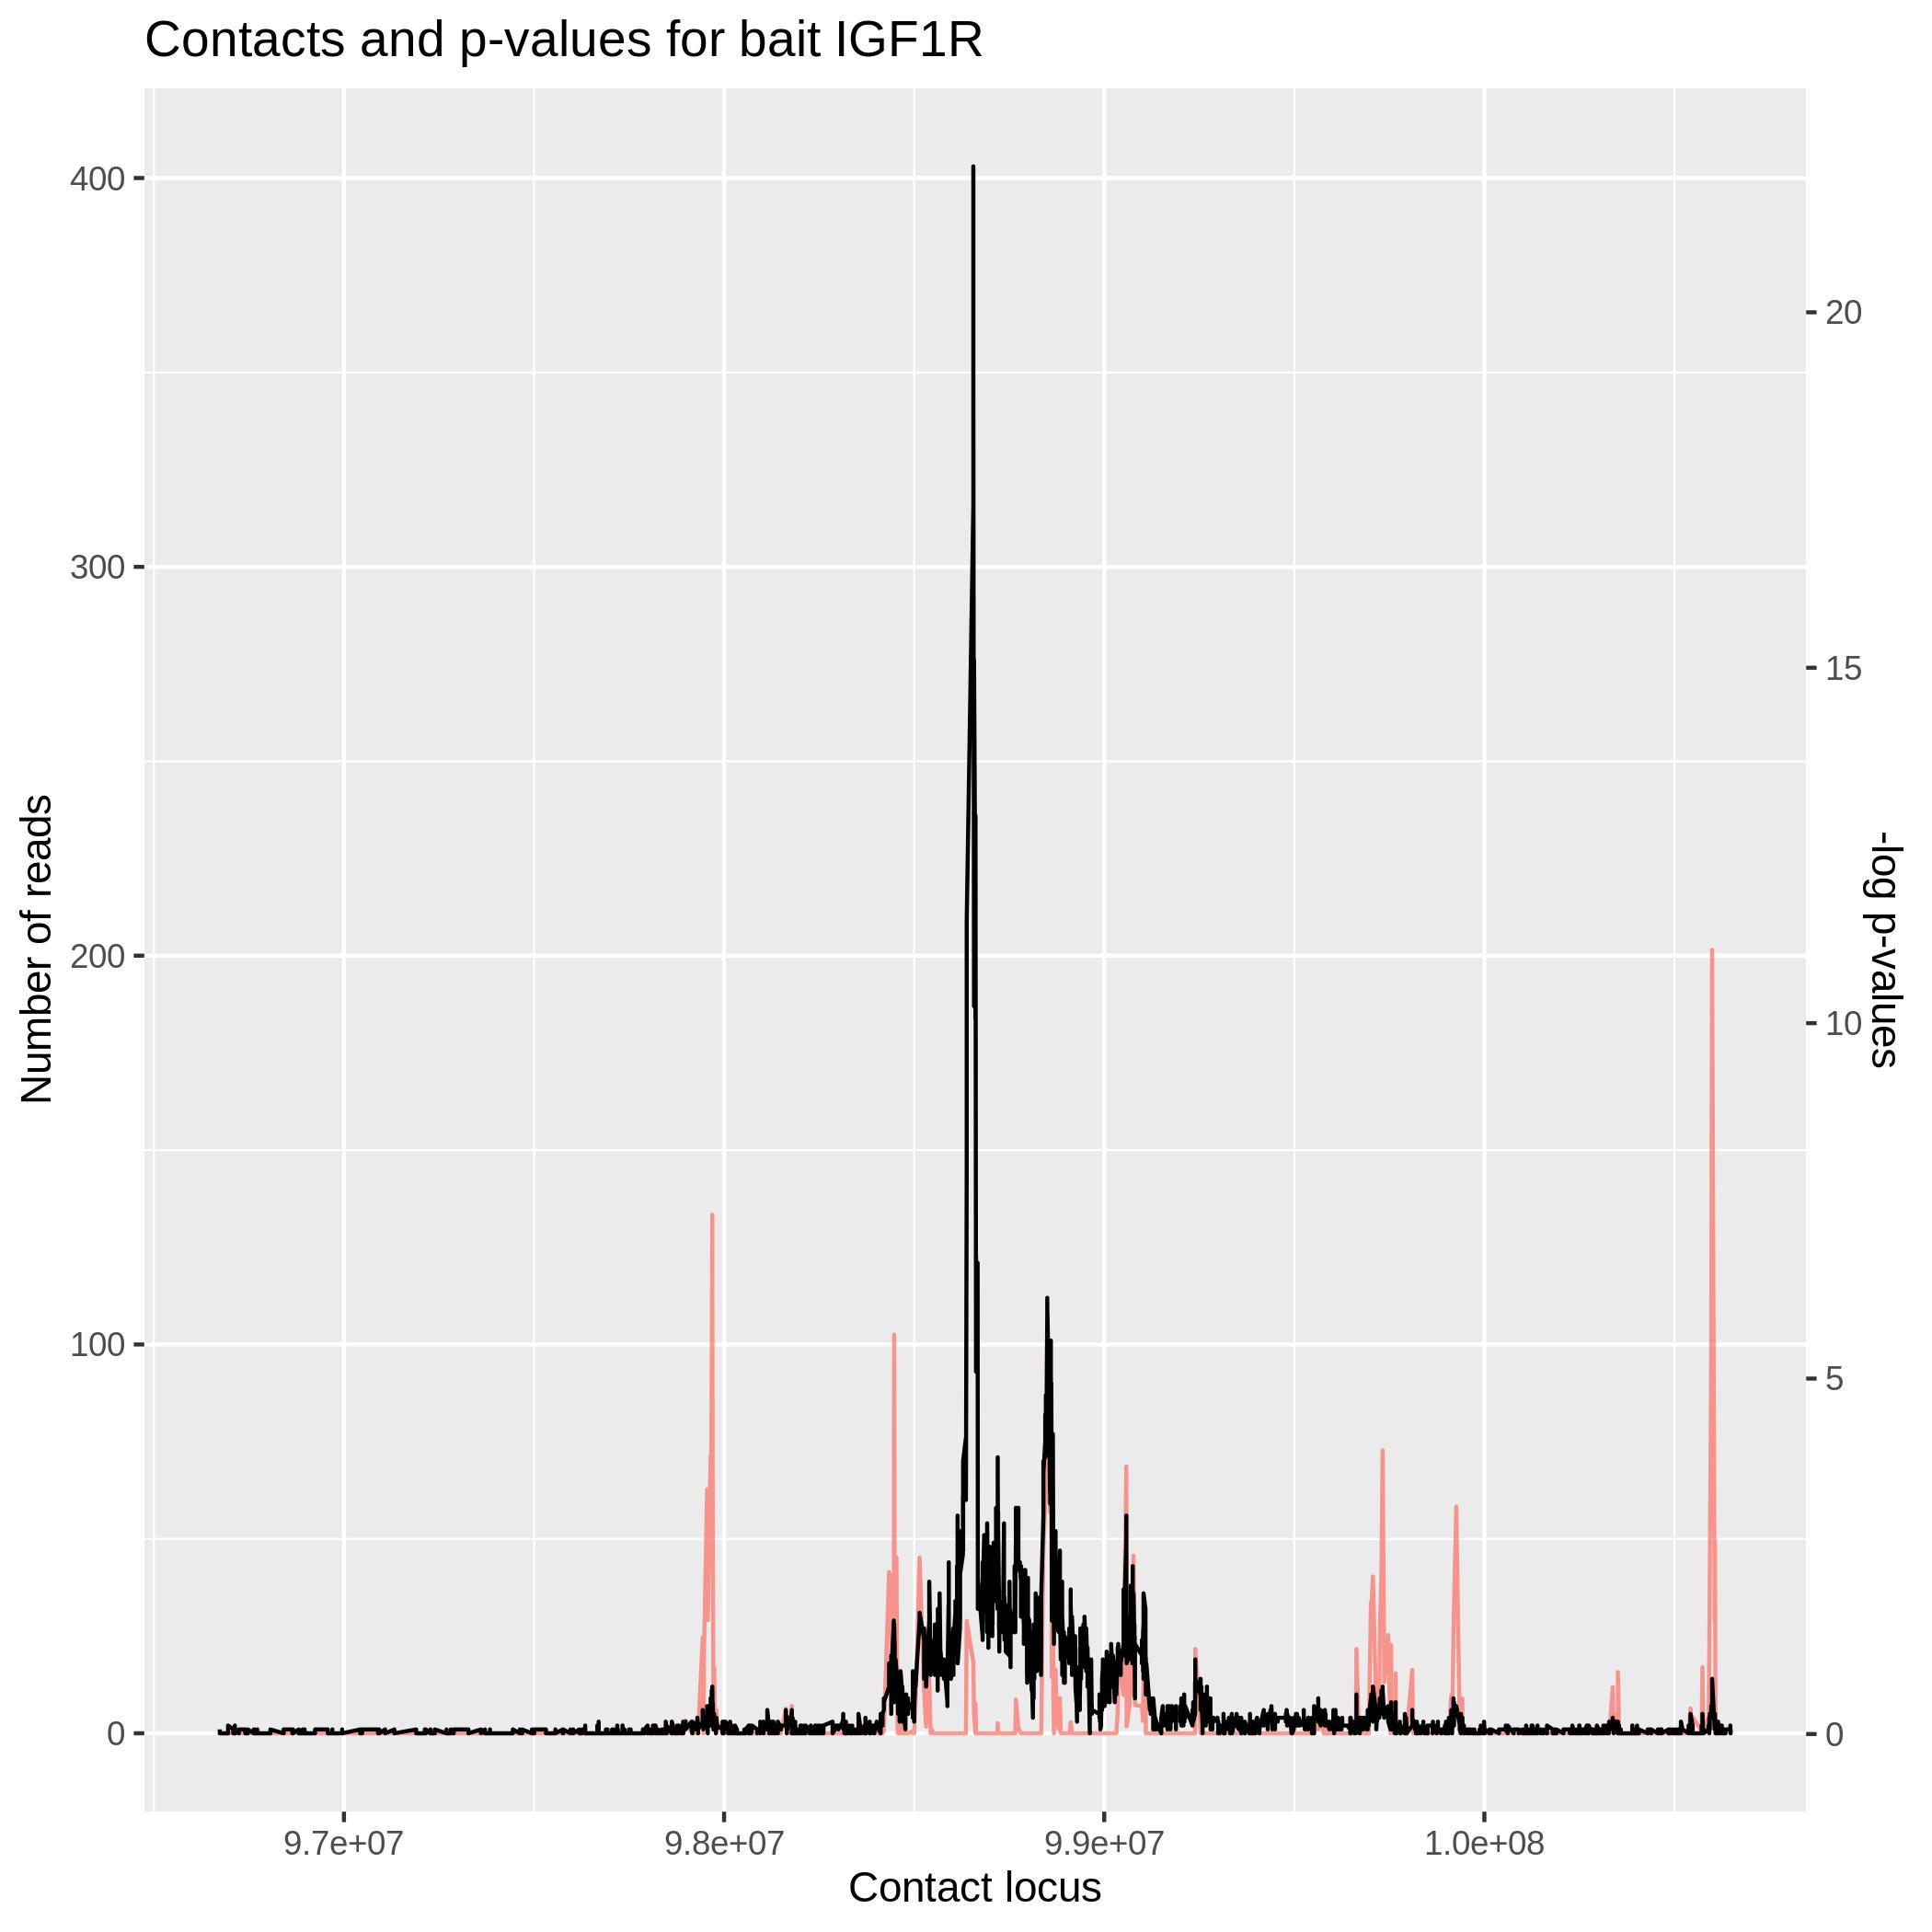 Contacts and p-values for bait IGF1R
400
300
200
100
0
Number of reads
20
15
10
5
0
-log p-values
9.7e+07 9.8e+07 9.9e+07 1.0e+08
Contact locus